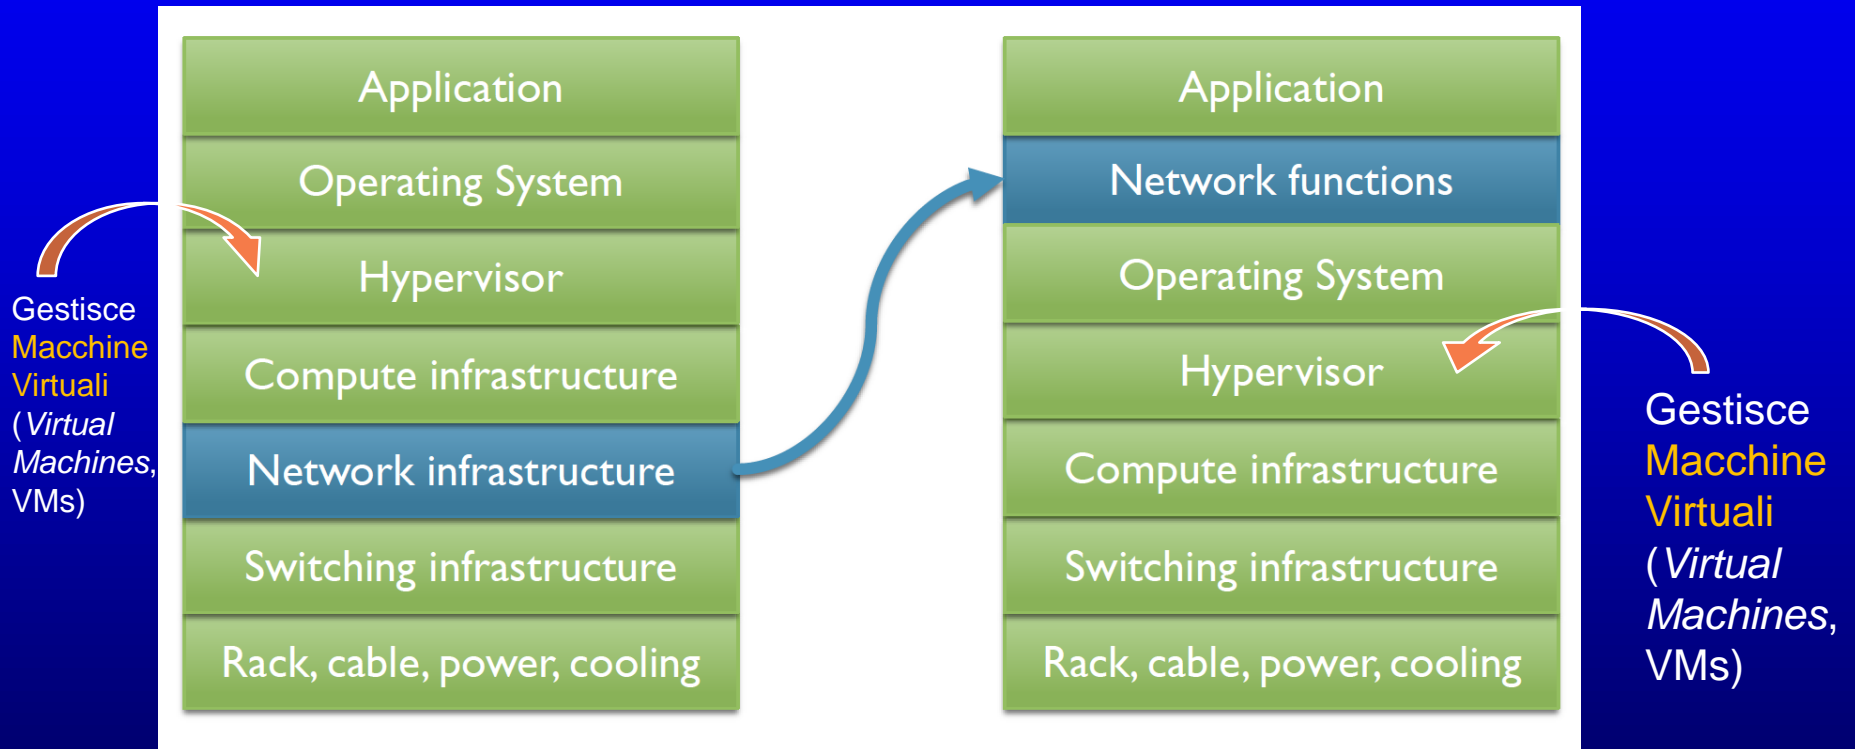 Application
Operating System
Hypervisor
Compute infrastructure
Network infrastructure
Switching infrastructure
Rack, cable, power, cooling
Gestisce
Macchine
Virtuali
(Virtual
Machines,
VMs)
Application
Network functions
Operating System
Hypervisor
Compute infrastructure
Switching infrastructure
Rack, cable, power, cooling
Gestisce
Macchine
Virtuali
(Virtual
Machines,
VMs)